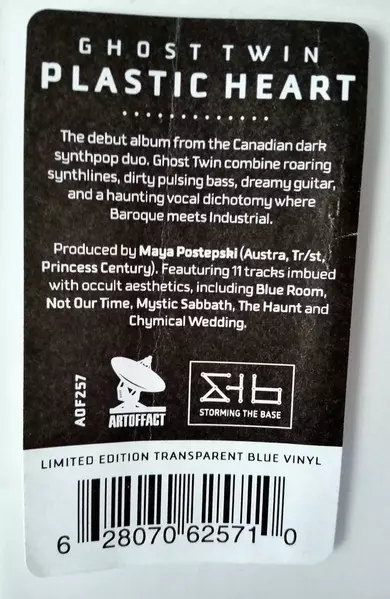 GHOST TWIN
PLASTIC HEART
The debut album from the Canadian dark
synthpop duo. Ghost Twin combine roaring
synthlines, dirty pulsing bass, dreamy guitar,
and a haunting vocal dichotomy where
Baroque meets Industrial.
Produced by Maya Postepski (Austra, Tr/st,
Princess Century). Feauturing 11 tracks imbued
with occult aesthetics, including Blue Room,
Not Our Time, Mystic Sabbath, The Haunt and
Chymical Wedding.
AOF257
ARTOFFACT
Stb
STORMING THE BASE
LIMITED EDITION TRANSPARENT BLUE VINYL
6 28070 62571 0